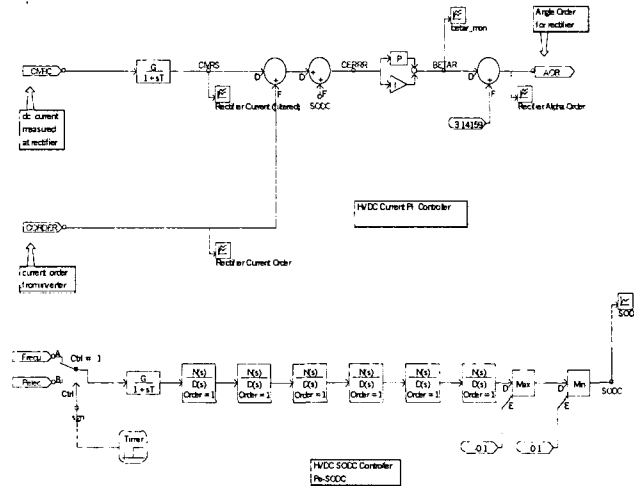 Angle Order
for rectifier
betar_mon
CMRC
G
1+sT
CMRS
D
F
D
F
SODC
CERRR
P
I
BETAR
D
F
AOR
Rectifier Current (filtered)
Rectifier Alpha Order
3.14159
dc current
measured
at rectifier
HVDC Current PI Controller
CORDER
Rectifier Current Order
current order
from inverter
SOD
Frequ
A
Ctrl = 1
Pelec
B
Ctrl
G
1+sT
N(s)
D(s)
Order = 1
N(s)
D(s)
Order = 1
N(s)
D(s)
Order = 1
N(s)
D(s)
Order = 1
N(s)
D(s)
Order = 1
N(s)
D(s)
Order = 1
D
Max
E
D
Min
E
SODC
Timer
HVDC SODC Controller
Pe-SODC